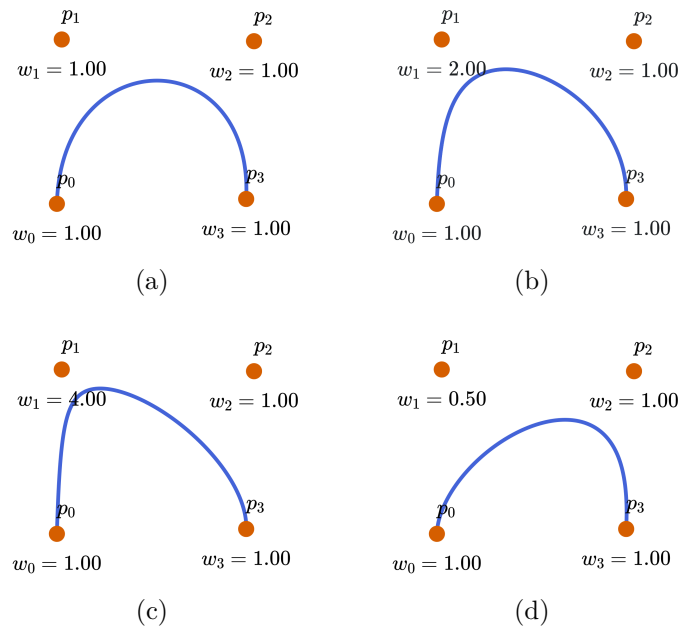 p₁ p₂
w₁ = 1.00 w₂ = 1.00
p₀ p₃
w₀ = 1.00 w₃ = 1.00
(a)
p₁ p₂
w₁ = 2.00 w₂ = 1.00
p₀ p₃
w₀ = 1.00 w₃ = 1.00
(b)
p₁ p₂
w₁ = 4.00 w₂ = 1.00
p₀ p₃
w₀ = 1.00 w₃ = 1.00
(c)
p₁ p₂
w₁ = 0.50 w₂ = 1.00
p₀ p₃
w₀ = 1.00 w₃ = 1.00
(d)